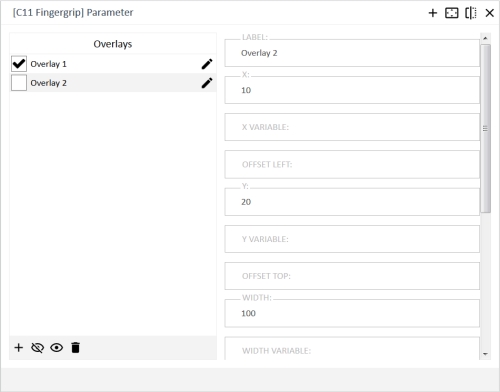 [C11 Fingergrip] Parameter
Overlays
Overlay 1
Overlay 2
LABEL:
Overlay 2
X:
10
X VARIABLE:
OFFSET LEFT:
Y:
20
Y VARIABLE:
OFFSET TOP:
WIDTH:
100
WIDTH VARIABLE: